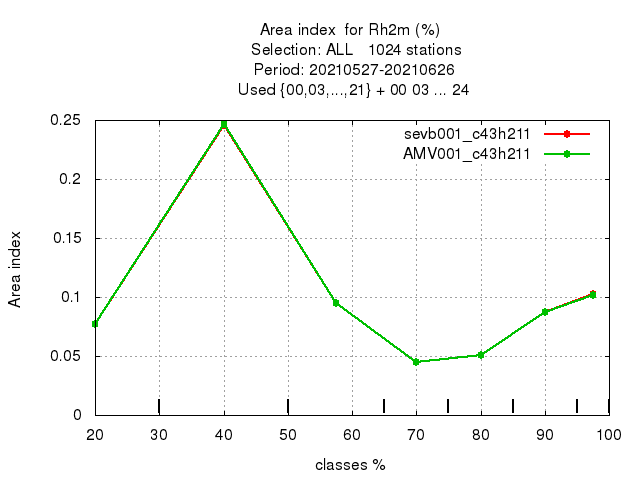 Area index  for Rh2m (%)
Selection: ALL   1024 stations
Period: 20210527-20210626
Used {00,03,...,21} + 00 03 ... 24
sevb001_c43h211
AMV001_c43h211
0.25
0.2
0.15
0.1
0.05
0
Area index
20 30 40 50 60 70 80 90 100
classes %